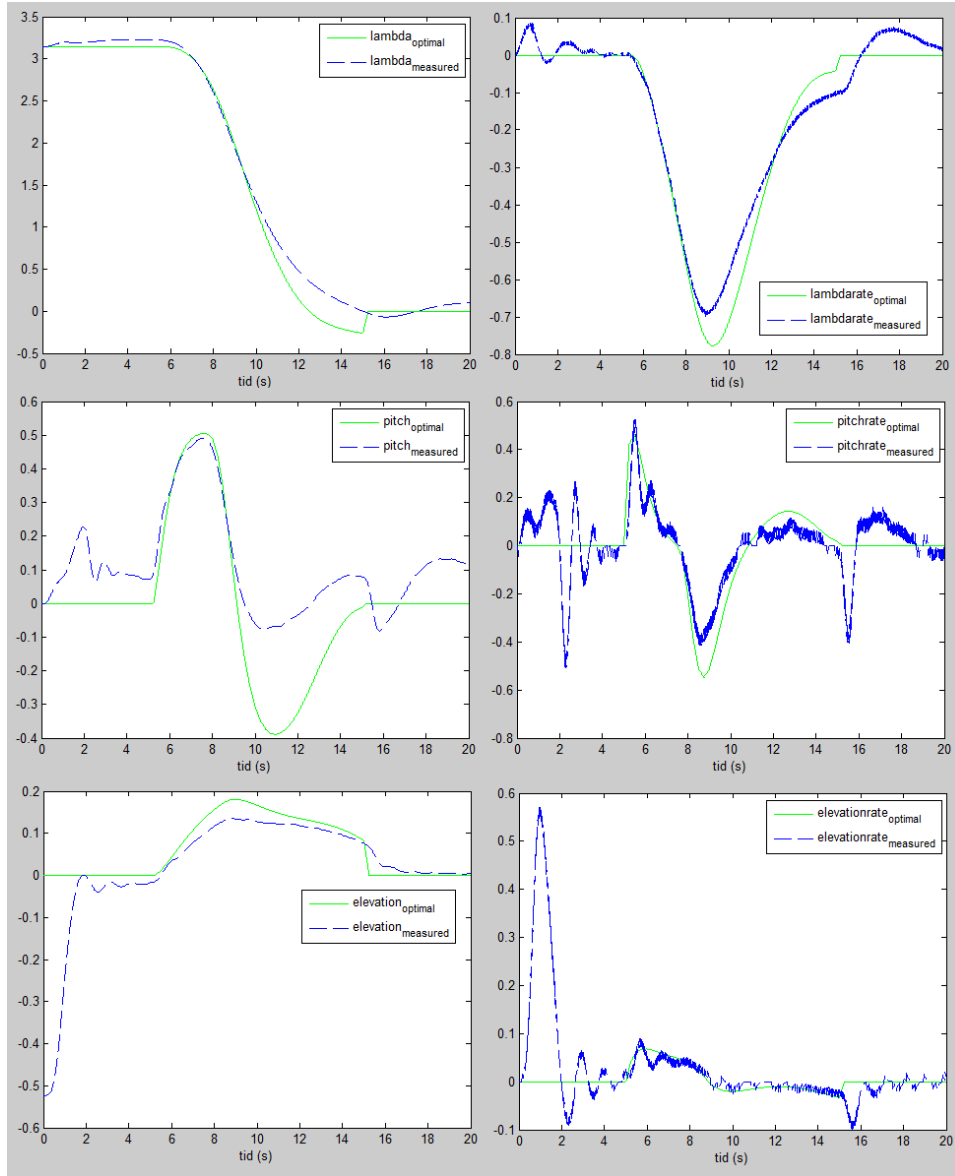 3.5
3
2.5
2
1.5
1
0.5
0
-0.5
0 2 4 6 8 10 12 14 16 18 20
tid (s)
lambda_optimal
lambda_measured
0.1
0
-0.1
-0.2
-0.3
-0.4
-0.5
-0.6
-0.7
-0.8
0 2 4 6 8 10 12 14 16 18 20
tid (s)
lambdarate_optimal
lambdarate_measured
0.6
0.5
0.4
0.3
0.2
0.1
0
-0.1
-0.2
-0.3
-0.4
0 2 4 6 8 10 12 14 16 18 20
tid (s)
pitch_optimal
pitch_measured
0.6
0.4
0.2
0
-0.2
-0.4
-0.6
-0.8
0 2 4 6 8 10 12 14 16 18 20
tid (s)
pitchrate_optimal
pitchrate_measured
0.2
0.1
0
-0.1
-0.2
-0.3
-0.4
-0.5
-0.6
0 2 4 6 8 10 12 14 16 18 20
tid (s)
elevation_optimal
elevation_measured
0.6
0.5
0.4
0.3
0.2
0.1
0
-0.1
0 2 4 6 8 10 12 14 16 18 20
tid (s)
elevationrate_optimal
elevationrate_measured